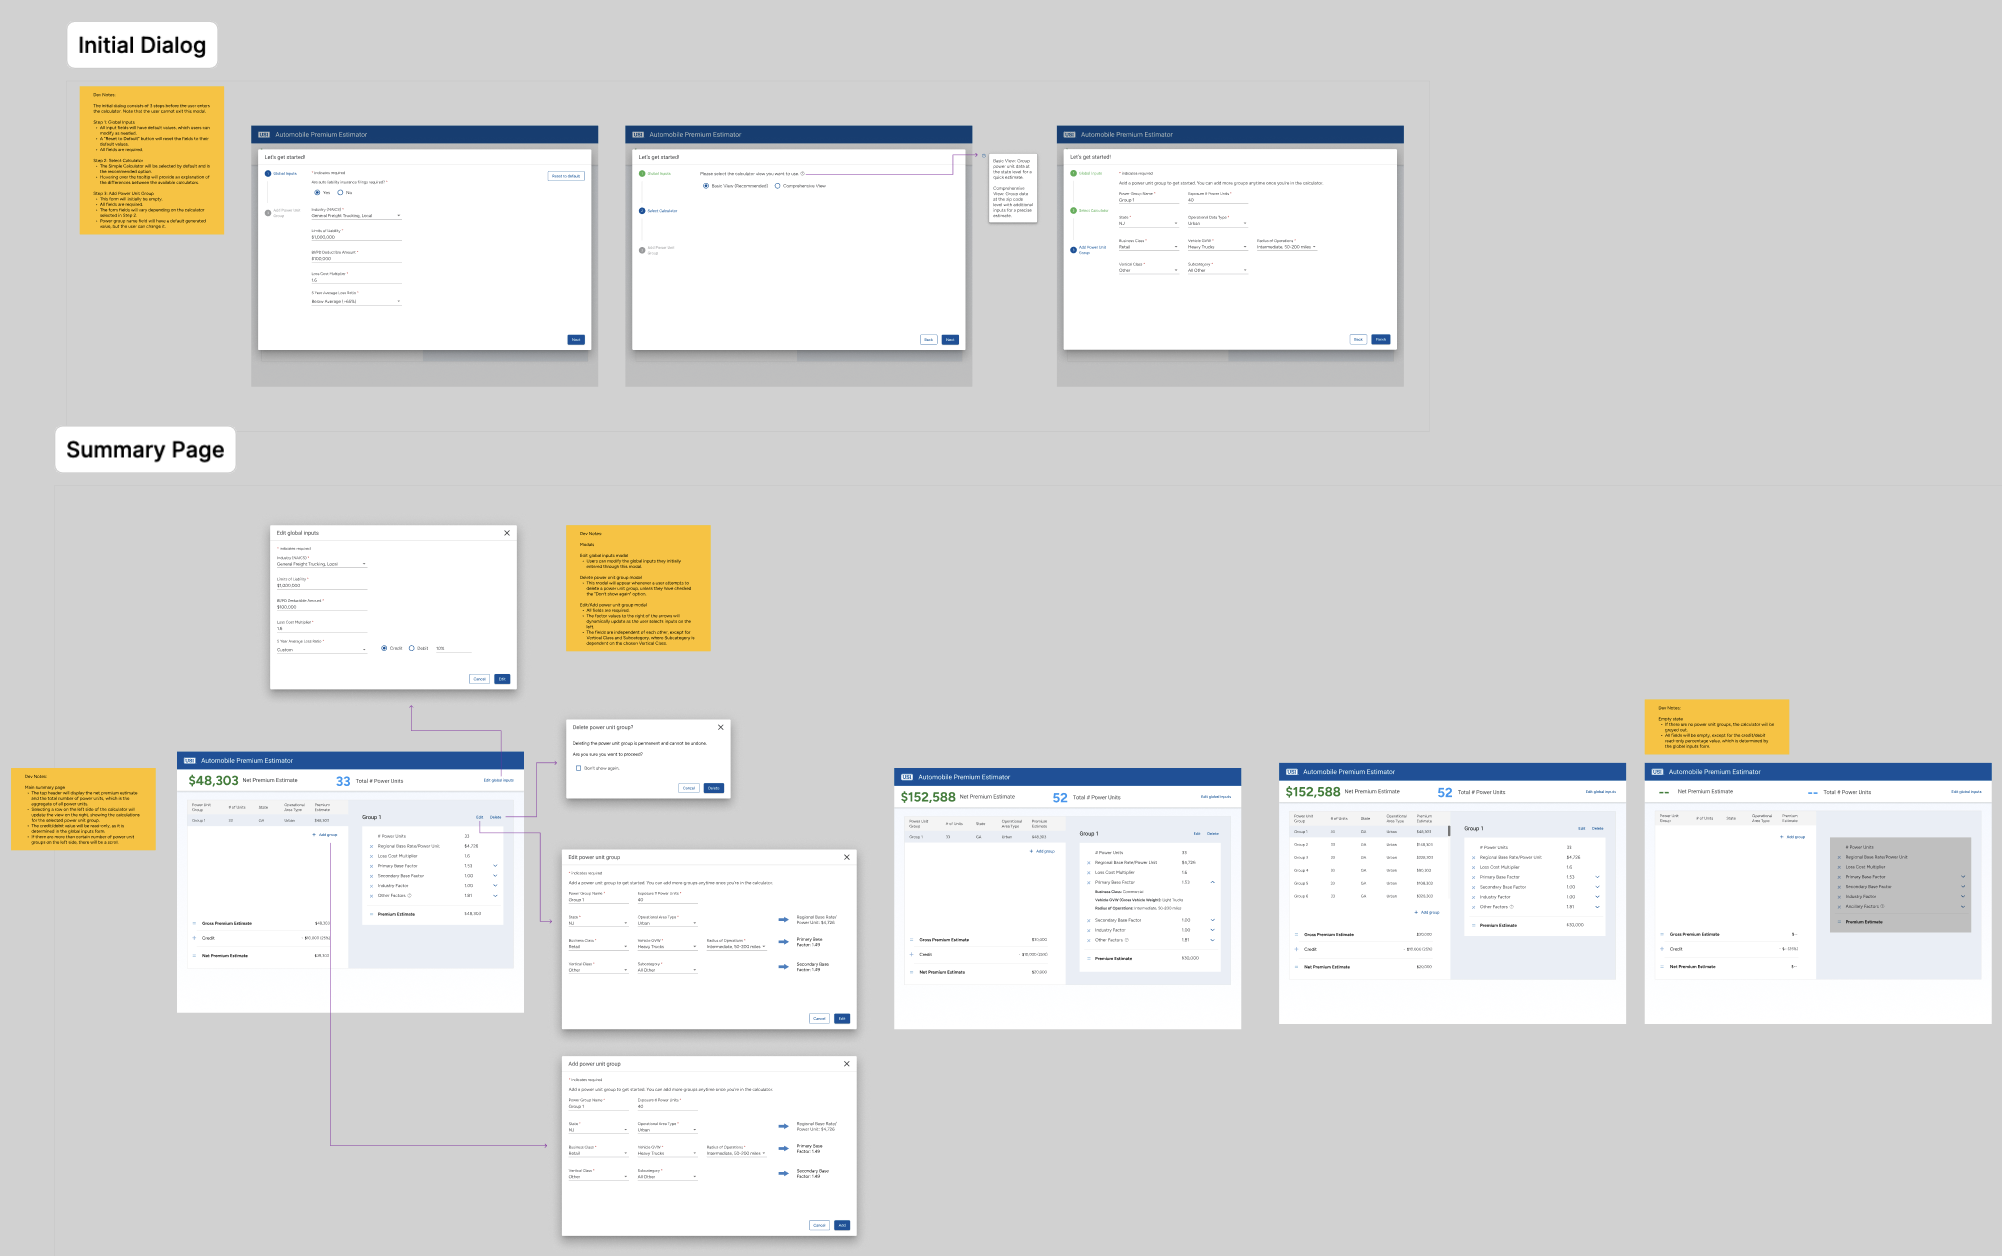 Initial Dialog
Dev Notes:
The initial dialog consists of 3 steps before the user enters
the calculator. Note that the user cannot exit this modal.
Step 1: Global Inputs
• All input fields will have default values, which users can
modify as needed.
• A "Reset to Default" button will reset the fields to their
default values.
• All fields are required.
Step 2: Select Calculator
• The Simple Calculator will be selected by default and is
the recommended option.
• Hovering over the tooltip will provide an explanation of
the differences between the available calculators.
Step 3: Add Power Unit Group
• This form will initially be empty.
• All fields are required.
• The form fields will vary depending on the calculator
selected in Step 2.
• Power group name field will have a default generated
value, but the user can change it.
USI Automobile Premium Estimator
Let's get started!
1 Global Inputs
* Indicates required
Reset to default
Are auto liability insurance filings required? *
Yes No
Add Power Unit
Group
Industry (NAICS) *
General Freight Trucking, Local
Limits of Liability *
$1,000,000
BI/PD Deductible Amount *
$100,000
Loss Cost Multiplier *
1.6
3 Year Average Loss Ratio *
Below Average (<65%)
Next
USI Automobile Premium Estimator
Let's get started!
Global Inputs
Please select the calculator view you want to use.
Basic View (Recommended) Comprehensive View
2 Select Calculator
Add Power Unit
Group
Back Next
Basic View: Group
power unit data at
the state level for a
quick estimate.
Comprehensive
View: Group data
at the zip code
level with additional
inputs for a precise
estimate.
USI Automobile Premium Estimator
Let's get started!
Global Inputs
* Indicates required
Add a power unit group to get started. You can add more groups anytime once you're in the calculator.
Power Group Name * Exposure # Power Units *
Group 1 40
Select Calculator
State * Operational Data Type *
NJ Urban
Add Power Unit
Group
Business Class * Vehicle GVW * Radius of Operations *
Retail Heavy Trucks Intermediate, 50-200 miles
Vertical Class * Subcategory *
Other All Other
Back Finish
Summary Page
Edit global inputs
* Indicates required
Industry (NAICS) *
General Freight Trucking, Local
Limits of Liability *
BI/PD Deductible Amount *
$100,000
Loss Cost Multiplier *
1.6
3 Year Average Loss Ratio *
Custom
Credit Debit 10%
Cancel Edit
Dev Notes:
Modals
Edit global inputs modal
• Users can modify the global inputs they initially
entered through this modal.
Delete power unit group modal
• This modal will appear whenever a user attempts to
delete a power unit group, unless they have checked
the "Don't show again" option.
Edit/Add power unit group modal
• All fields are required.
• The factor values to the right of the arrows will
dynamically update as the user selects inputs on the
left.
• The fields are independent of each other, except for
Vertical Class and Subcategory, where Subcategory is
dependent on the chosen Vertical Class.
Delete power unit group?
Deleting the power unit group is permanent and cannot be undone.
Are you sure you want to proceed?
Don't show again
Cancel Delete
Dev Notes:
Main summary page
• The top header will display the net premium estimate
and the total number of power units, which is the
aggregate of all power units.
• Selecting a row on the left side of the calculator will
update the view on the right, showing the calculations
for the selected power unit group.
• The credit/debit value will be read-only, as it is
determined in the global inputs form.
• If there are more than certain number of power unit
groups on the left side, there will be a scroll.
USI Automobile Premium Estimator
$48,303 Net Premium Estimate 33 Total # Power Units Edit global inputs
Power Unit Group # of Units State Operational Area Type Premium Estimate
Group 1 33 GA Urban $48,303
+ Add group
Group 1 Edit Delete
# Power Units 33
× Regional Base Rate/Power Unit $4,726
× Loss Cost Multiplier 1.6
× Primary Base Factor 1.53
× Secondary Base Factor 1.00
× Industry Factor 1.00
× Other Factors 1.81
= Premium Estimate $48,303
= Gross Premium Estimate $48,303
+ Credit - $10,000 (25%)
= Net Premium Estimate
Edit power unit group
* Indicates required
Add a power unit group to get started. You can add more groups anytime once you're in the calculator.
Power Group Name * Exposure # Power Units *
Group 1 40
State * Operational Area Type *
NJ Urban
Regional Base Rate/
Power Unit: $4,726
Business Class * Vehicle GVW * Radius of Operations *
Retail Heavy Trucks Intermediate, 50-200 miles
Primary Base
Factor: 1.49
Vertical Class * Subcategory *
Other All Other
Secondary Base
Factor: 1.49
Cancel Edit
Add power unit group
* Indicates required
Add a power unit group to get started. You can add more groups anytime once you're in the calculator.
Power Group Name * Exposure # Power Units *
Group 1 40
State * Operational Area Type *
NJ Urban
Regional Base Rate/
Power Unit: $4,726
Business Class * Vehicle GVW * Radius of Operations *
Retail Heavy Trucks Intermediate, 50-200 miles
Primary Base
Factor: 1.49
Vertical Class * Subcategory *
Other All Other
Secondary Base
Factor: 1.49
Cancel Add
USI Automobile Premium Estimator
$152,588 Net Premium Estimate 52 Total # Power Units Edit global inputs
Power Unit Group # of Units State Operational Area Type Premium Estimate
Group 1 33 GA Urban $48,303
+ Add group
Group 1 Edit Delete
# Power Units 33
× Regional Base Rate/Power Unit $4,726
× Loss Cost Multiplier 1.6
× Primary Base Factor 1.53
Business Class: Commercial
Vehicle GVW (Gross Vehicle Weight): Light Trucks
Radius of Operations: Intermediate, 50-200 miles
× Secondary Base Factor 1.00
× Industry Factor 1.00
× Other Factors 1.81
= Premium Estimate
= Gross Premium Estimate
+ Credit
= Net Premium Estimate $20,000
USI Automobile Premium Estimator
$152,588 Net Premium Estimate 52 Total # Power Units Edit global inputs
Power Unit Group # of Units State Operational Area Type Premium Estimate
Group 1 33 GA Urban $48,303
Group 2 33 GA Urban
Group 3 33 GA Urban
Group 4 33 GA Urban
Group 5 33 GA Urban
Group 6 33 GA Urban
+ Add group
Group 1 Edit Delete
# Power Units 33
× Regional Base Rate/Power Unit $4,726
× Loss Cost Multiplier 1.6
× Primary Base Factor 1.53
× Secondary Base Factor 1.00
× Industry Factor 1.00
× Other Factors 1.81
= Premium Estimate
= Gross Premium Estimate
+ Credit - $10,000 (25%)
= Net Premium Estimate $20,000
Dev Notes:
Empty state
• If there are no power unit groups, the calculator will be
grayed out.
• All fields will be empty, except for the credit/debit
read-only percentage value, which is determined by
the global inputs form.
USI Automobile Premium Estimator
-- Net Premium Estimate -- Total # Power Units Edit global inputs
Power Unit Group # of Units State Operational Area Type Premium Estimate
+ Add group
# Power Units
× Regional Base Rate/Power Unit
× Loss Cost Multiplier
× Primary Base Factor
× Secondary Base Factor
× Industry Factor
× Ancillary Factors
= Premium Estimate
= Gross Premium Estimate $--
+ Credit - $-- (25%)
= Net Premium Estimate $--